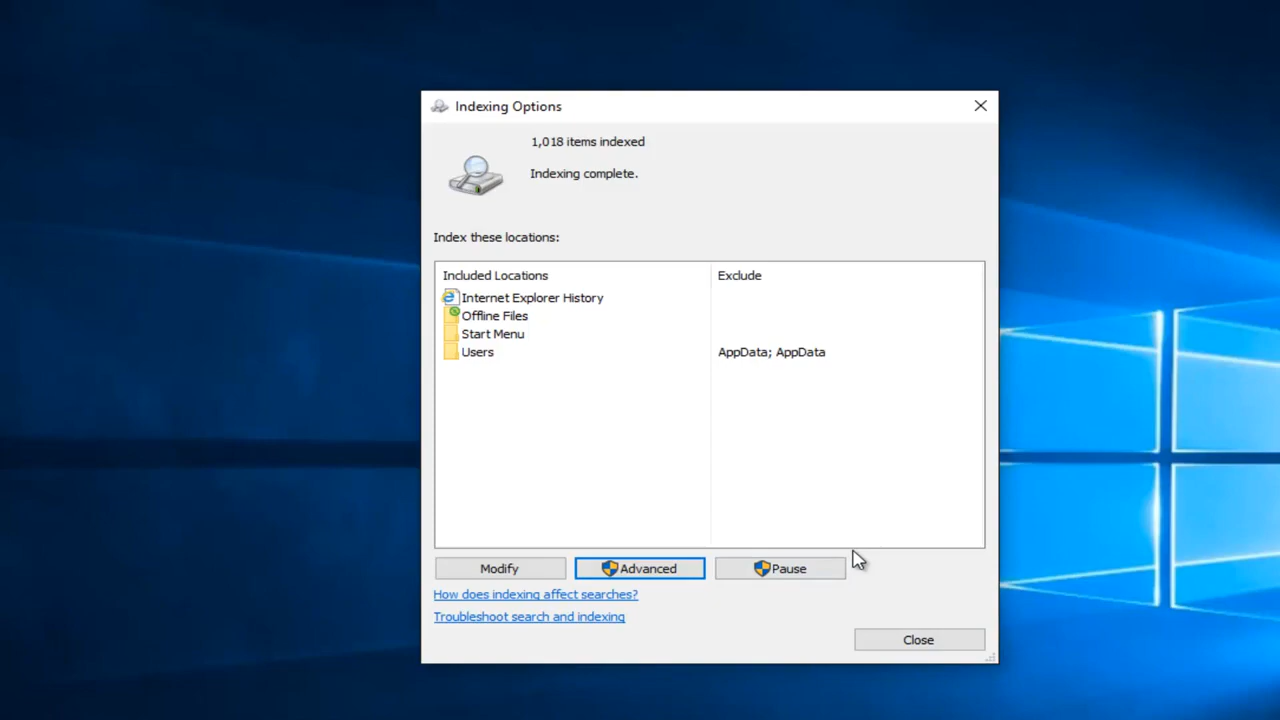 Indexing Options
1,018 items indexed
Indexing complete.
Index these locations:
Included Locations Exclude
Internet Explorer History
Offline Files
Start Menu
Users AppData; AppData
Modify Advanced Pause
How does indexing affect searches?
Troubleshoot search and indexing
Close